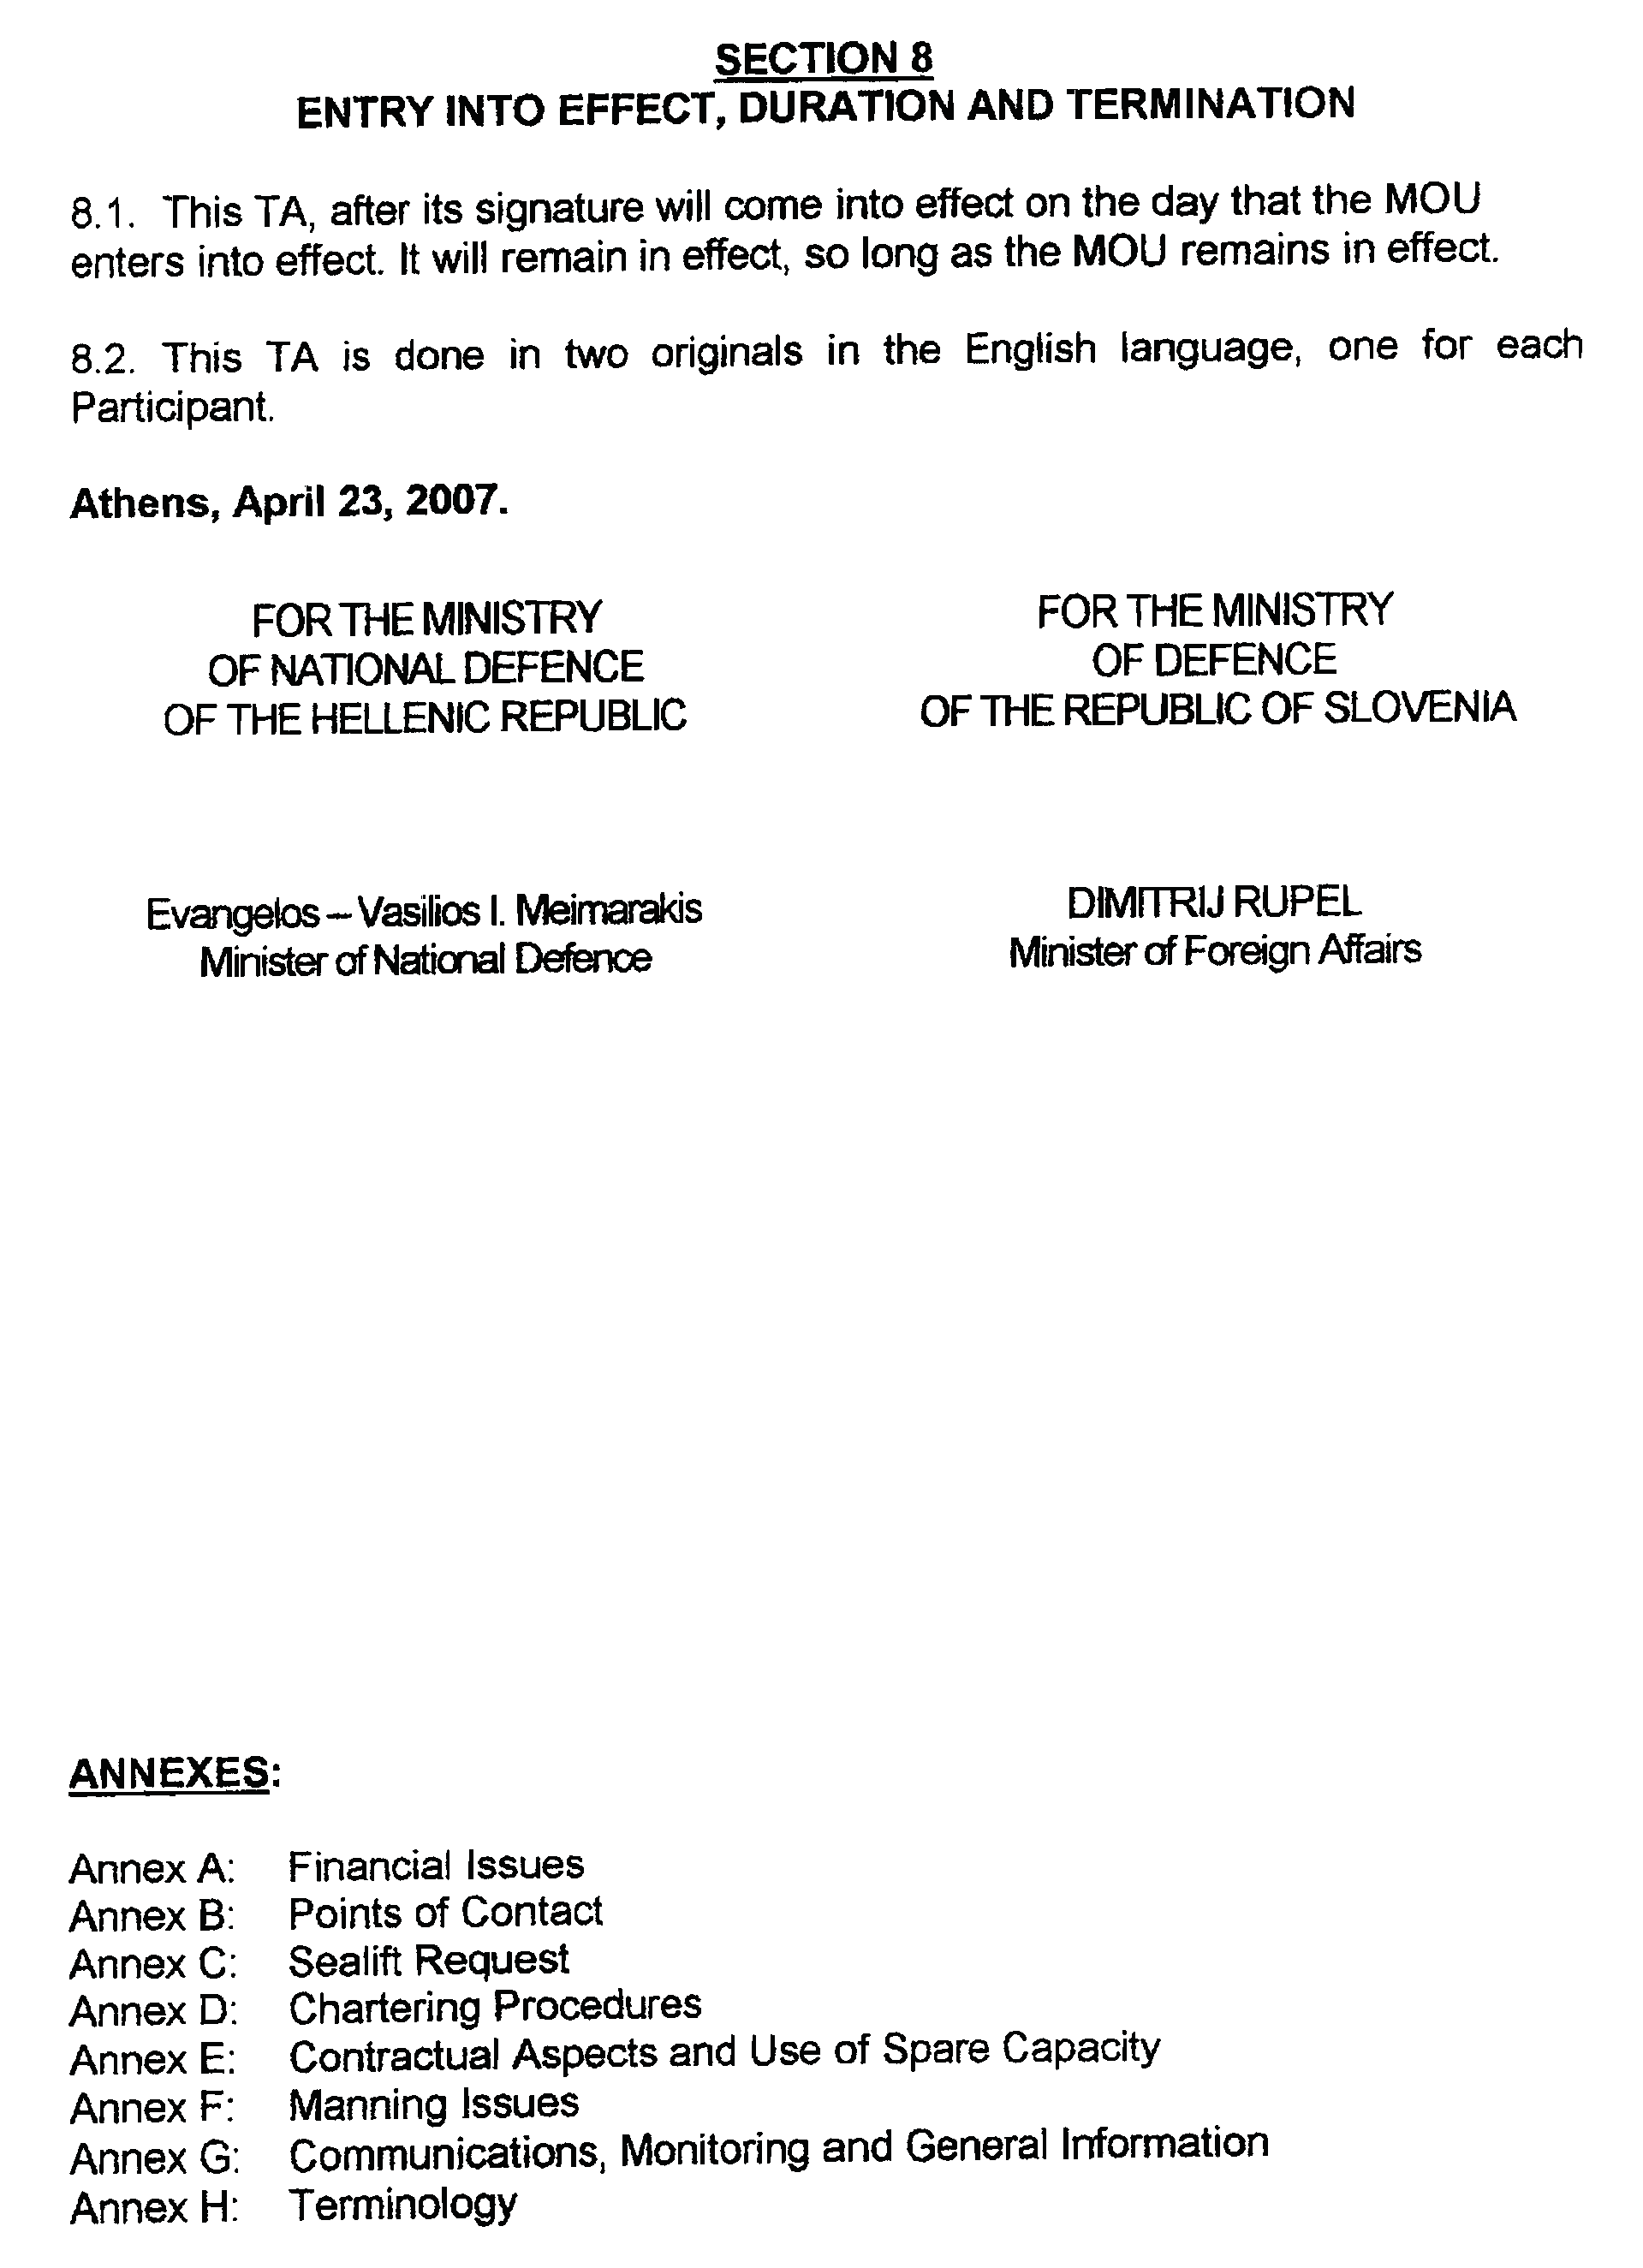 SECTION 8
ENTRY INTO EFFECT, DURATION AND TERMINATION
8.1. This TA, after its signature will come into effect on the day that the MOU
enters into effect. It will remain in effect, so long as the MOU remains in effect.
8.2. This TA is done in two originals in the English language, one for each
Participant.
Athens, April 23, 2007.
FOR THE MINISTRY
OF NATIONAL DEFENCE
OF THE HELLENIC REPUBLIC
Evangelos – Vasilios I. Meimarakis
Minister of National Defence
FOR THE MINISTRY
OF DEFENCE
OF THE REPUBLIC OF SLOVENIA
DIMITRIJ RUPEL
Minister of Foreign Affairs
ANNEXES:
Annex A: Financial Issues
Annex B: Points of Contact
Annex C: Sealift Request
Annex D: Chartering Procedures
Annex E: Contractual Aspects and Use of Spare Capacity
Annex F: Manning Issues
Annex G: Communications, Monitoring and General Information
Annex H: Terminology